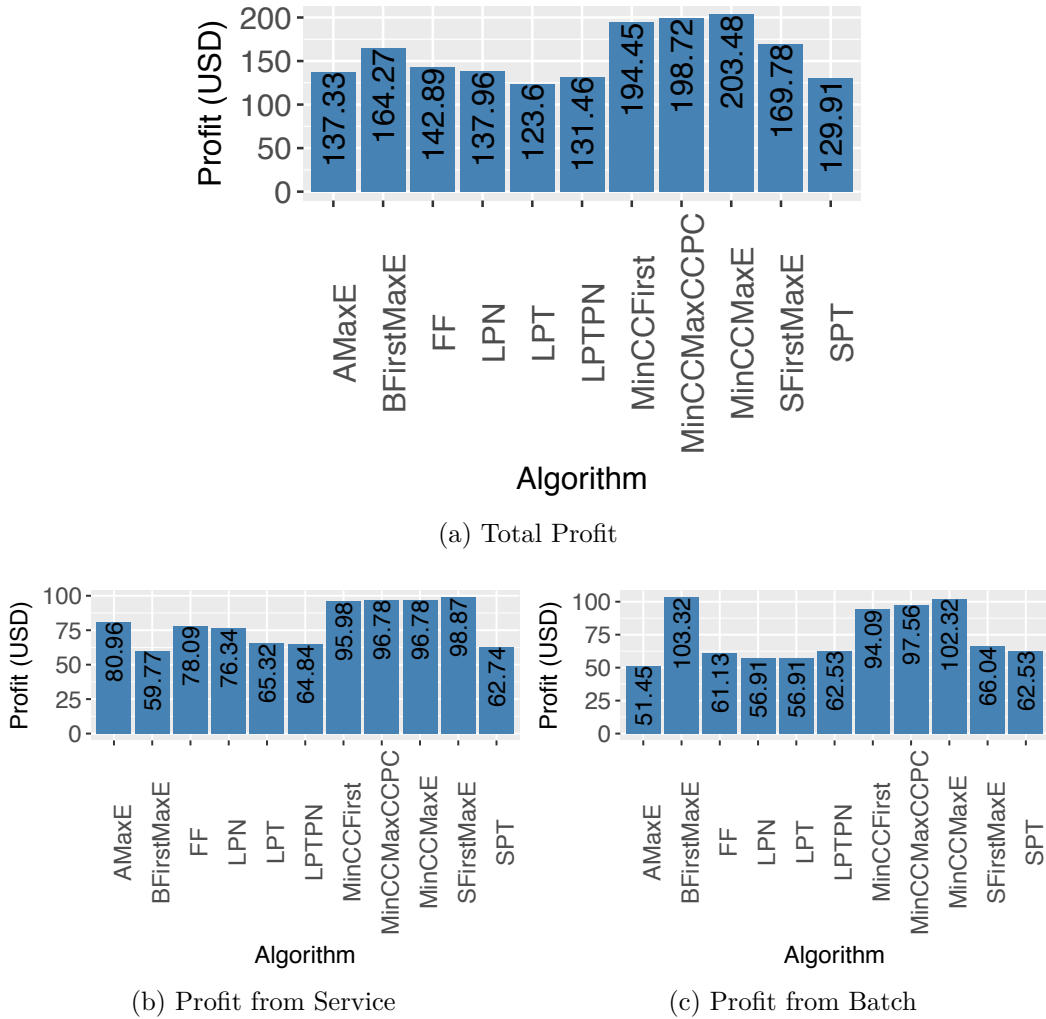 Profit (USD)
200
150
100
50
0
137.33
164.27
142.89
137.96
123.6
131.46
194.45
198.72
203.48
169.78
129.91
AMaxE
BFirstMaxE
FF
LPN
LPT
LPTPN
MinCCFirst
MinCCMaxCCPC
MinCCMaxE
SFirstMaxE
SPT
Algorithm
(a) Total Profit
Profit (USD)
100
75
50
25
0
80.96
59.77
78.09
76.34
65.32
64.84
95.98
96.78
96.78
98.87
62.74
AMaxE
BFirstMaxE
FF
LPN
LPT
LPTPN
MinCCFirst
MinCCMaxCCPC
MinCCMaxE
SFirstMaxE
SPT
Algorithm
(b) Profit from Service
Profit (USD)
100
75
50
25
0
51.45
103.32
61.13
56.91
56.91
62.53
94.09
97.56
102.32
66.04
62.53
AMaxE
BFirstMaxE
FF
LPN
LPT
LPTPN
MinCCFirst
MinCCMaxCCPC
MinCCMaxE
SFirstMaxE
SPT
Algorithm
(c) Profit from Batch